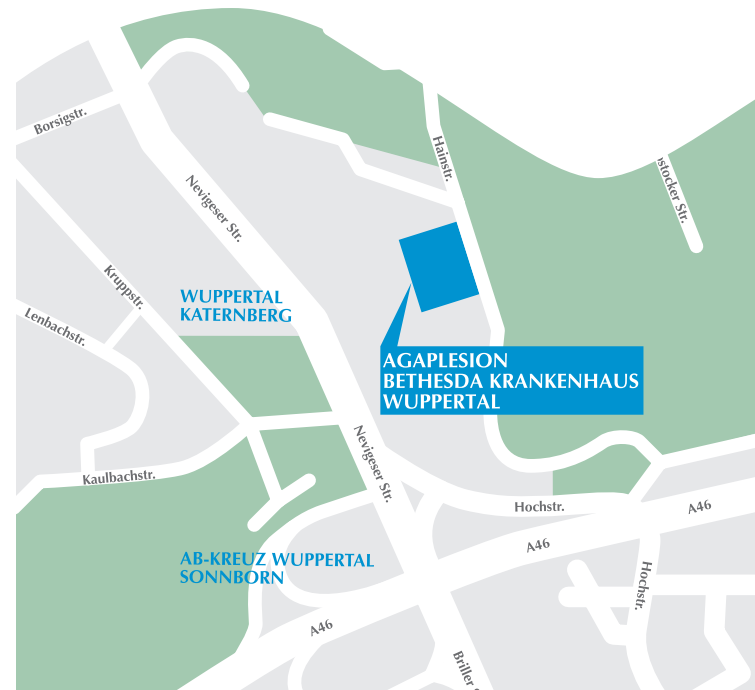 Borsigstr.
Hainstr.
stocker Str.
Nevigeser Str.
Kruppstr.
WUPPERTAL
KATERNBERG
Lenbachstr.
AGAPLESION
BETHESDA KRANKENHAUS
WUPPERTAL
Nevigeser Str.
Kaulbachstr.
Hochstr.
A46
A46
AB-KREUZ WUPPERTAL
SONNBORN
Hochstr.
A46
Briller